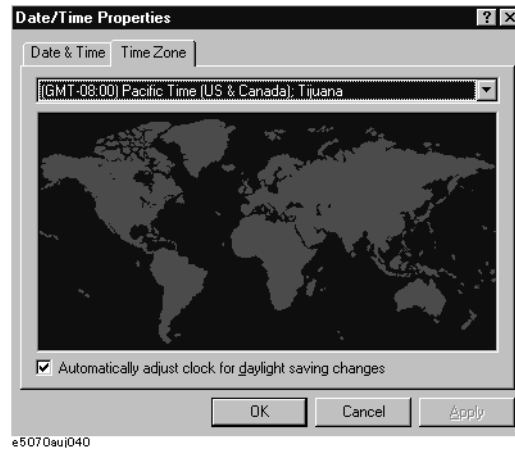 Date/Time Properties
Date & Time Time Zone
(GMT-08:00) Pacific Time (US & Canada); Tijuana
Automatically adjust clock for daylight saving changes
OK Cancel Apply
e5070auj040